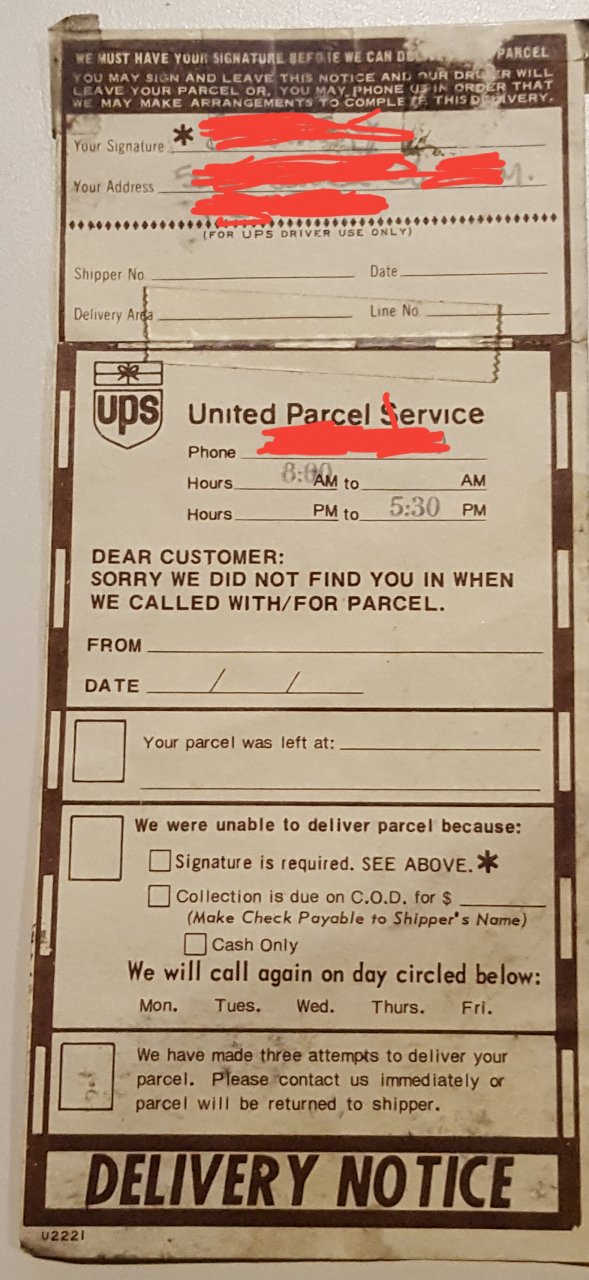 WE MUST HAVE YOUR SIGNATURE BEFORE WE CAN PARCEL
YOU MAY SIGN AND LEAVE THIS NOTICE AND OUR DRIVER WILL
LEAVE YOUR PARCEL OR, YOU MAY PHONE US IN ORDER THAT
WE MAY MAKE ARRANGEMENTS TO COMPLETE THIS DELIVERY.
Your Signature *
Your Address
(FOR UPS DRIVER USE ONLY)
Shipper No. Date
Delivery Area Line No.
ups United Parcel Service
Phone
Hours 8:00 AM to AM
Hours PM to 5:30 PM
DEAR CUSTOMER:
SORRY WE DID NOT FIND YOU IN WHEN
WE CALLED WITH/FOR PARCEL.
FROM
DATE / /
Your parcel was left at:
We were unable to deliver parcel because:
Signature is required. SEE ABOVE. *
Collection is due on C.O.D. for $
(Make Check Payable to Shipper's Name)
Cash Only
We will call again on day circled below:
Mon. Tues. Wed. Thurs. Fri.
We have made three attempts to deliver your
parcel. Please contact us immediately or
parcel will be returned to shipper.
DELIVERY NOTICE
U2221